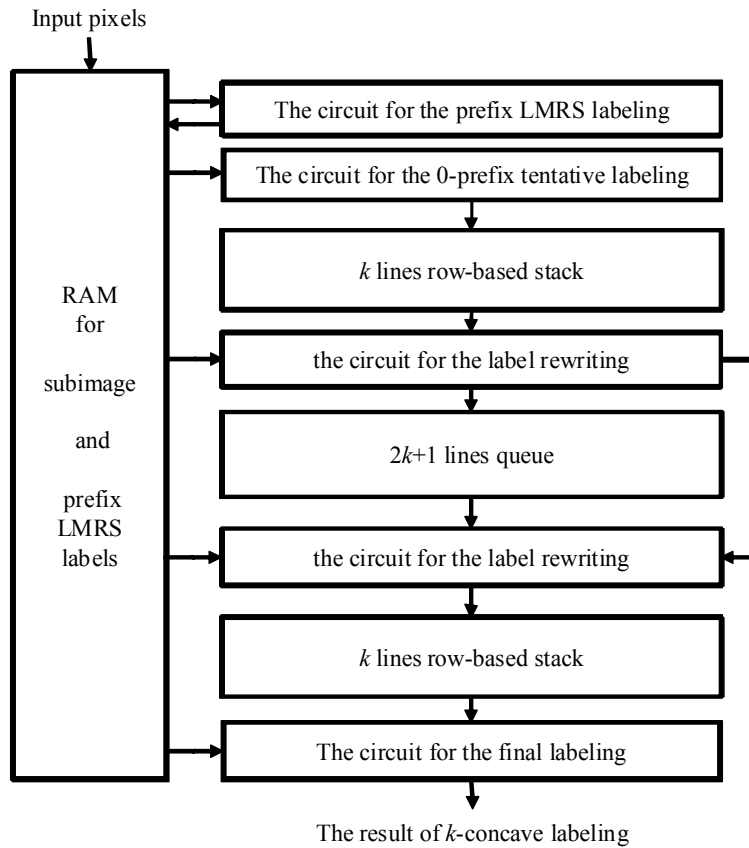 Input pixels
RAM
for
subimage
and
prefix
LMRS
labels
The circuit for the prefix LMRS labeling
The circuit for the 0-prefix tentative labeling
k lines row-based stack
the circuit for the label rewriting
2k+1 lines queue
the circuit for the label rewriting
k lines row-based stack
The circuit for the final labeling
The result of k-concave labeling